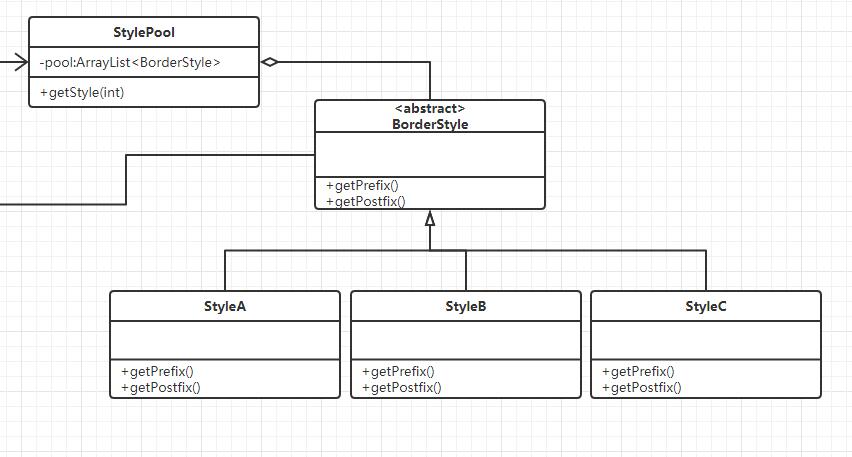 StylePool
-pool:ArrayList<BorderStyle>
+getStyle(int)
<abstract>
BorderStyle
+getPrefix()
+getPostfix()
StyleA
+getPrefix()
+getPostfix()
StyleB
+getPrefix()
+getPostfix()
StyleC
+getPrefix()
+getPostfix()